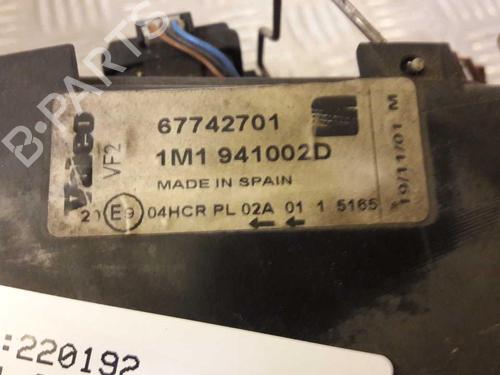 B-PARTS
Valeo
VF2
67742701
1M1 941002D
MADE IN SPAIN
21 E9 04HCR PL 02A 01 1 5165
19/11/01 M
:220192